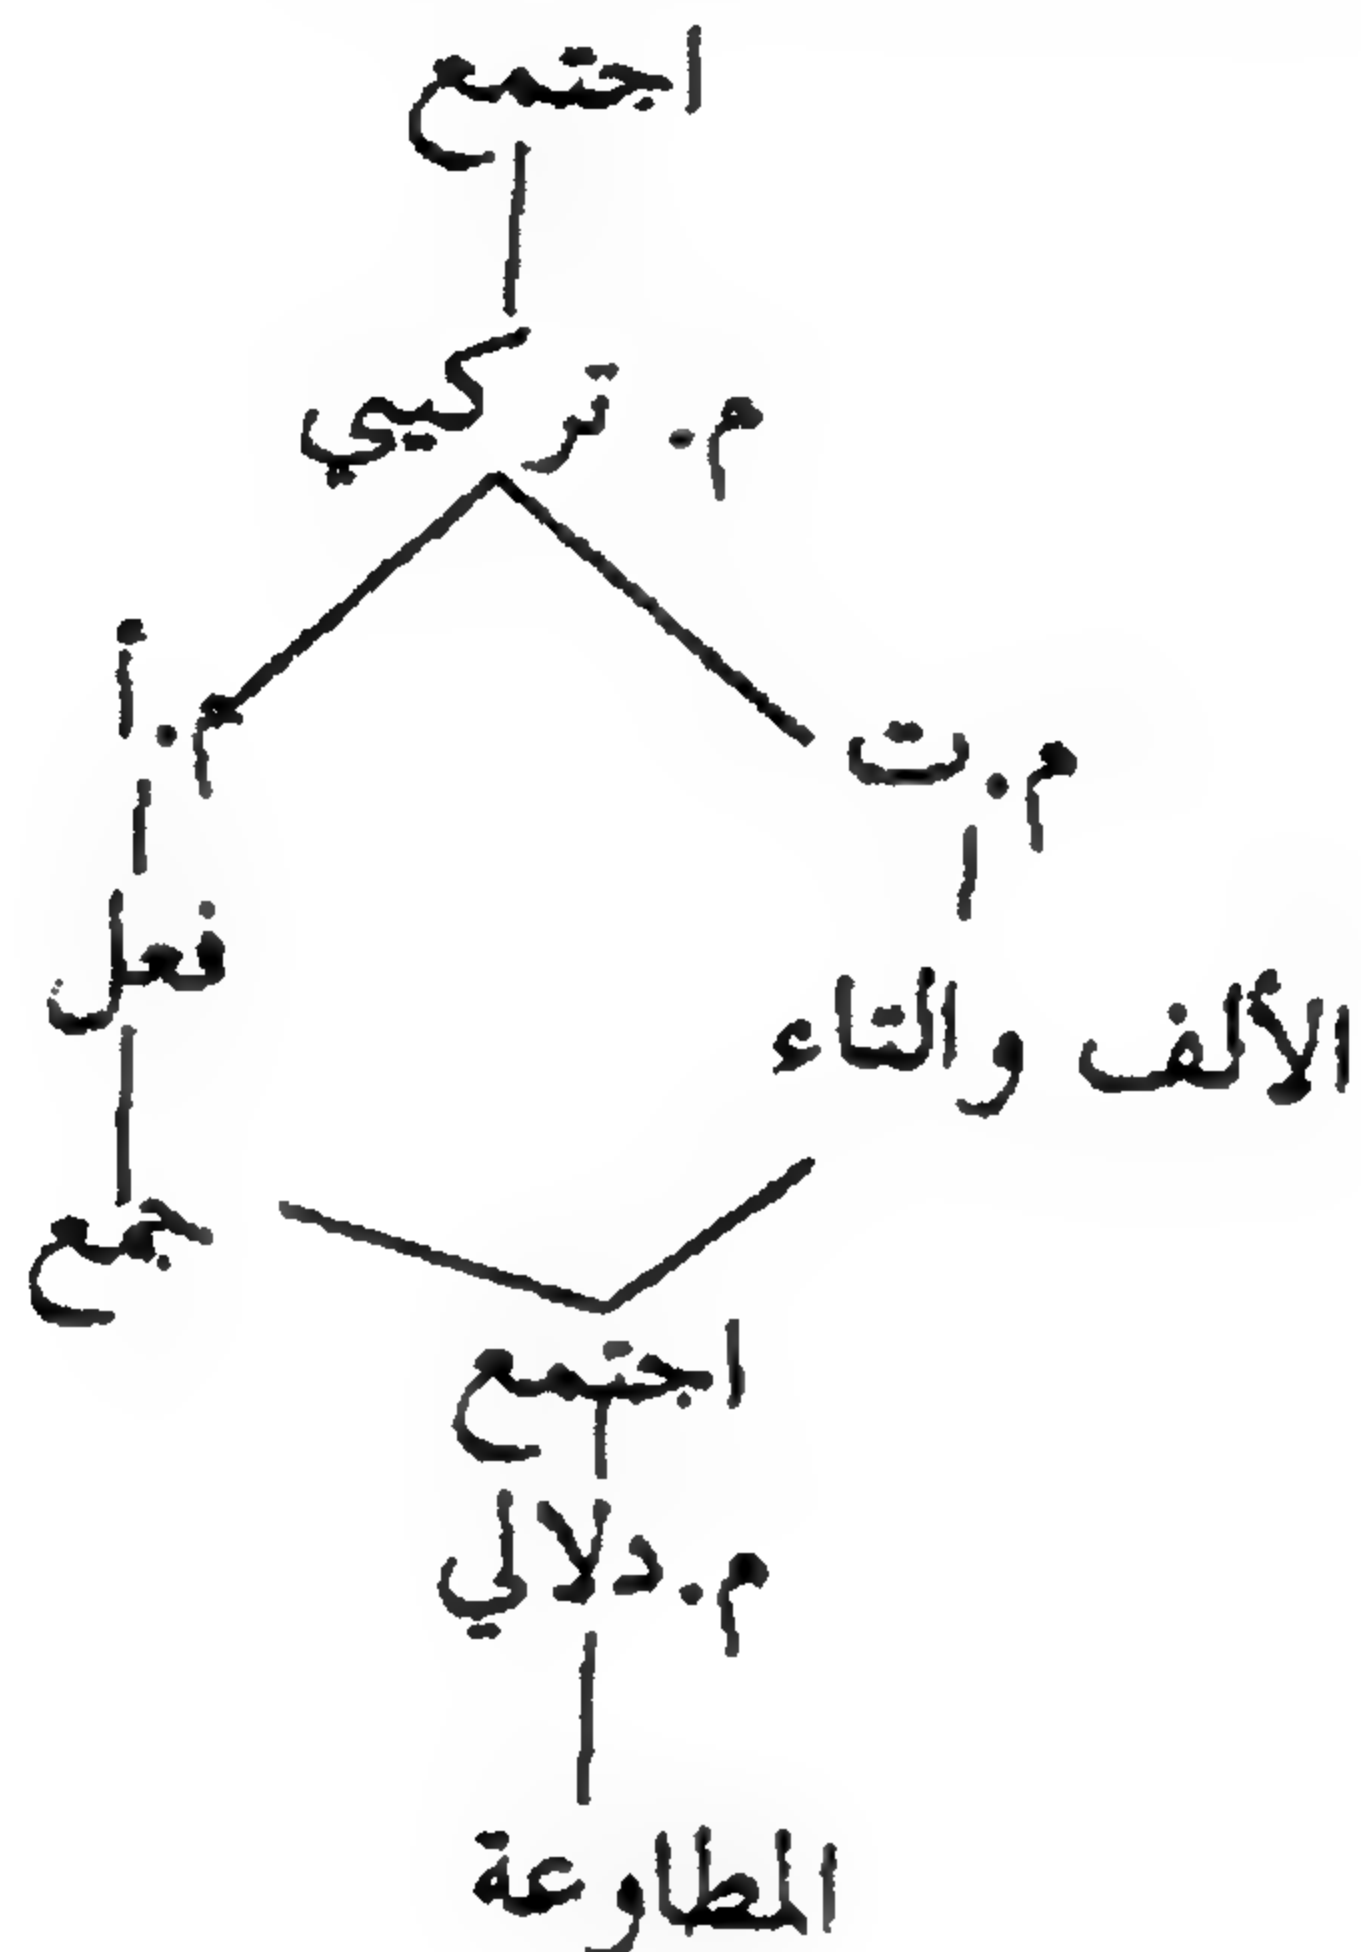 اجتمع
م. تركيبي
م.أ
م.ت
فعل
الألف والتاء
جمع
اجتمع
م.دلالي
المطاوعة